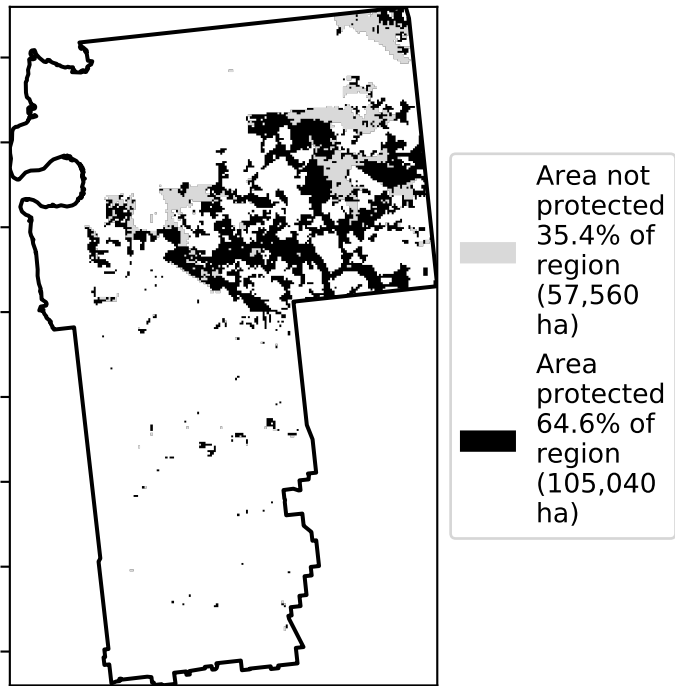 Area not
protected
35.4% of
region
(57,560
ha)
Area
protected
64.6% of
region
(105,040
ha)